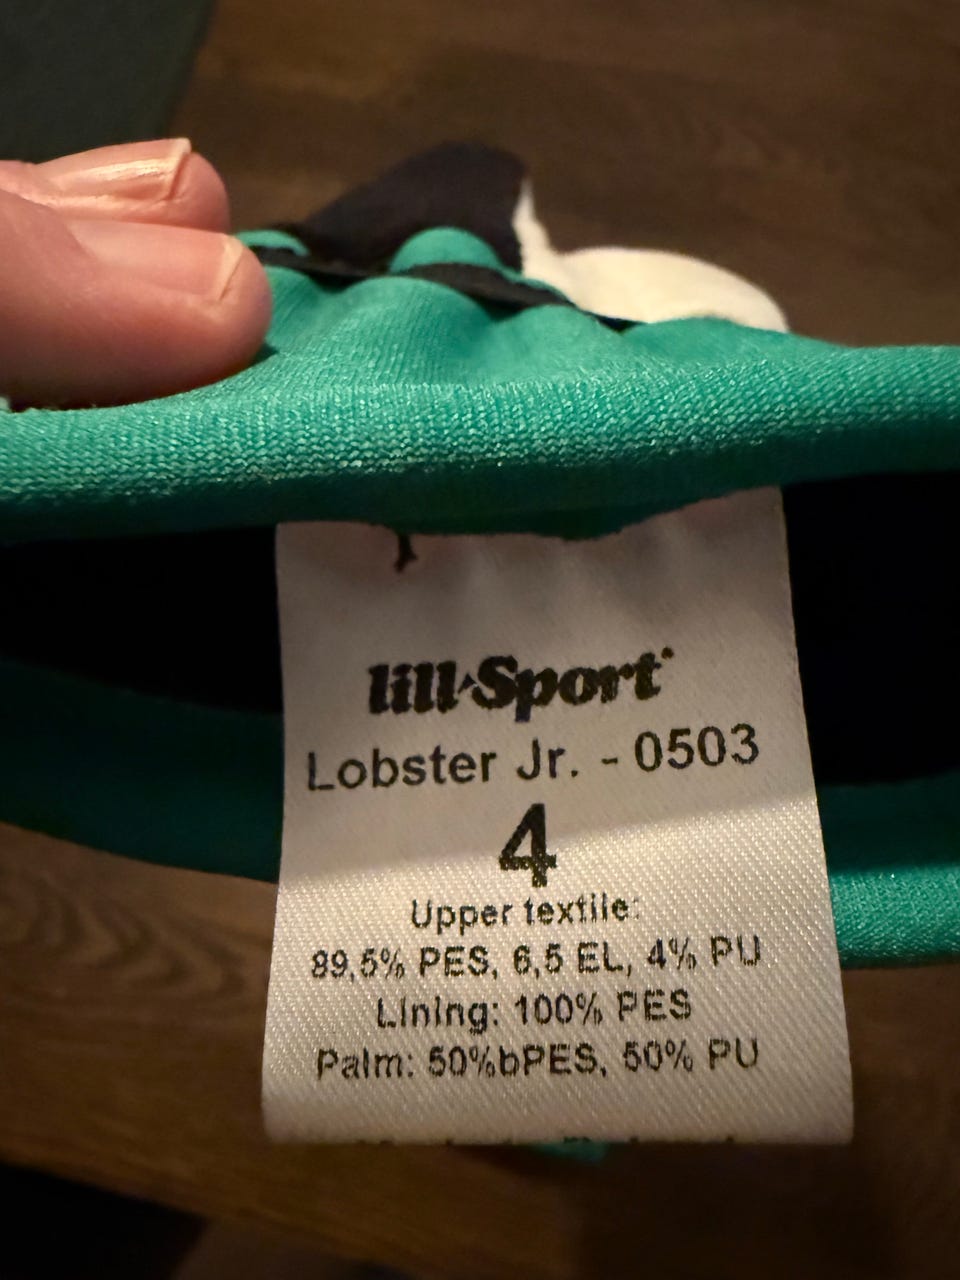 lill-Sport
Lobster Jr. - 0503
4
Upper textile:
89,5% PES, 6,5 EL, 4% PU
Lining: 100% PES
Palm: 50%bPES, 50% PU